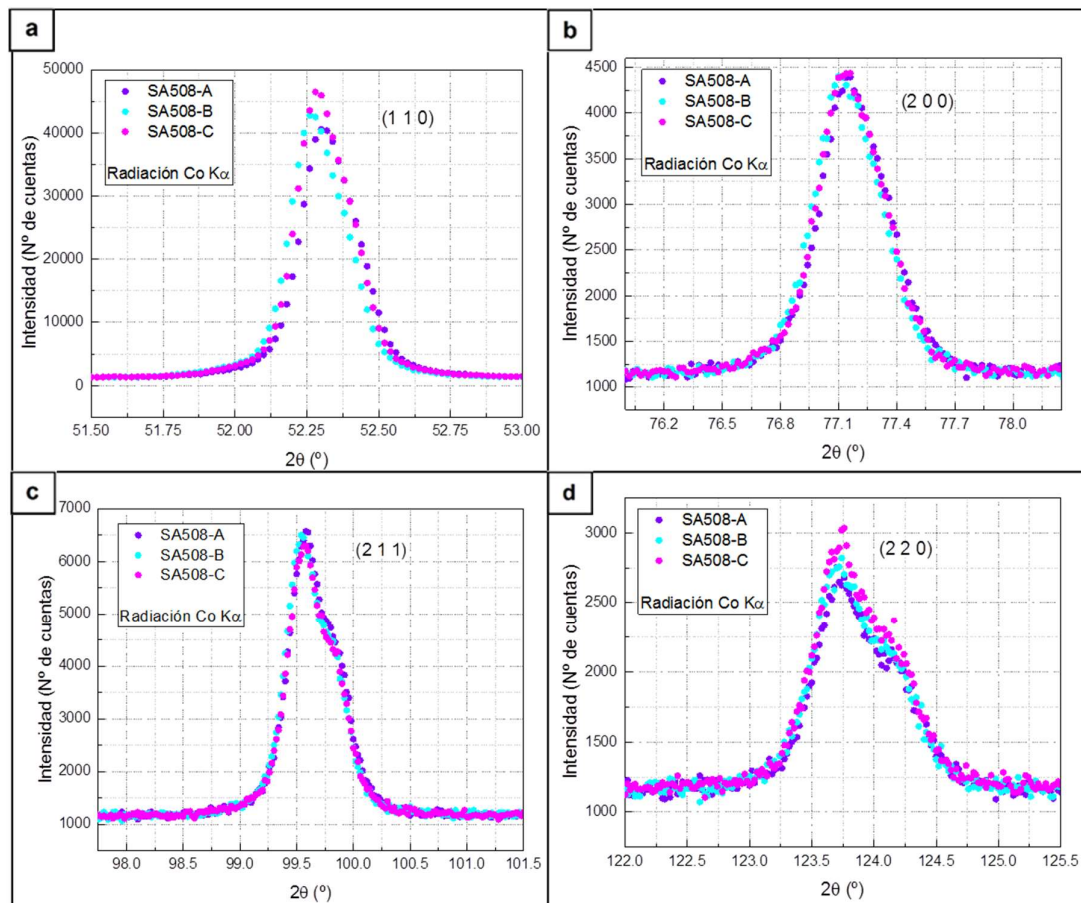 a
50000
40000
30000
20000
10000
0
Intensidad (Nº de cuentas)
SA508-A
SA508-B
SA508-C
Radiación Co Kα
(1 1 0)
51.50 51.75 52.00 52.25 52.50 52.75 53.00
2θ (º)
b
4500
4000
3500
3000
2500
2000
1500
1000
Intensidad (Nº de cuentas)
SA508-A
SA508-B
SA508-C
Radiación Co Kα
(2 0 0)
76.2 76.5 76.8 77.1 77.4 77.7 78.0
2θ (º)
c
7000
6000
5000
4000
3000
2000
1000
Intensidad (Nº de cuentas)
SA508-A
SA508-B
SA508-C
Radiación Co Kα
(2 1 1)
98.0 98.5 99.0 99.5 100.0 100.5 101.0 101.5
2θ (º)
d
3000
2500
2000
1500
1000
Intensidad (Nº de cuentas)
SA508-A
SA508-B
SA508-C
Radiación Co Kα
(2 2 0)
122.0 122.5 123.0 123.5 124.0 124.5 125.0 125.5
2θ (º)